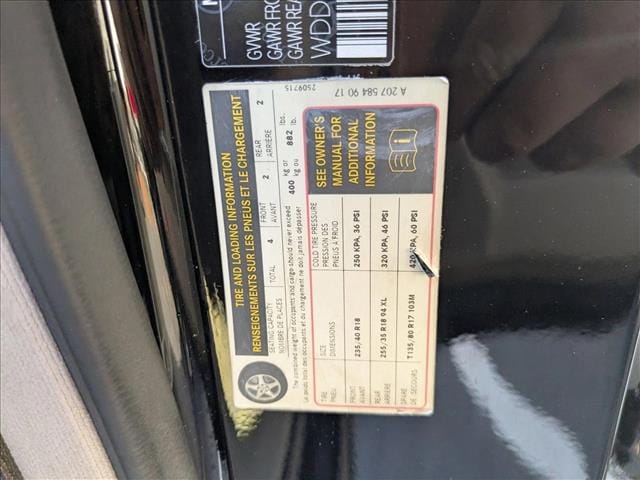 GVWR
GAWR FRO
GAWR REA
WDD
TIRE AND LOADING INFORMATION
RENSEIGNEMENTS SUR LES PNEUS ET LE CHARGEMENT
SEATING CAPACITY TOTAL 4 FRONT 2 REAR 2
NOMBRE DE PLACES AVANT ARRIÈRE
The combined weight of occupants and cargo should never exceed 400 kg or 882 lbs.
Le poids total des occupants et du chargement ne doit jamais dépasser kg ou lb.
TIRE SIZE COLD TIRE PRESSURE
PNEU DIMENSIONS PRESSION DES PNEUS À FROID
FRONT 235/40 R18 250 KPA, 36 PSI
AVANT
REAR 255/35 R18 94 XL 320 KPA, 46 PSI
ARRIÈRE
SPARE T135/80 R17 103M 420 KPA, 60 PSI
DE SECOURS
SEE OWNER'S
MANUAL FOR
ADDITIONAL
INFORMATION
2509715
A 207 584 90 17